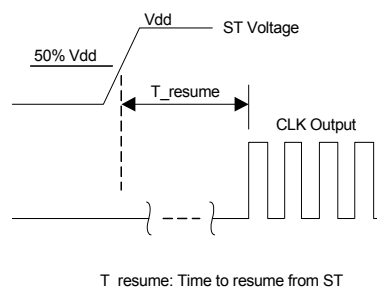 Vdd
ST Voltage
50% Vdd
T_resume
CLK Output
T_resume: Time to resume from ST